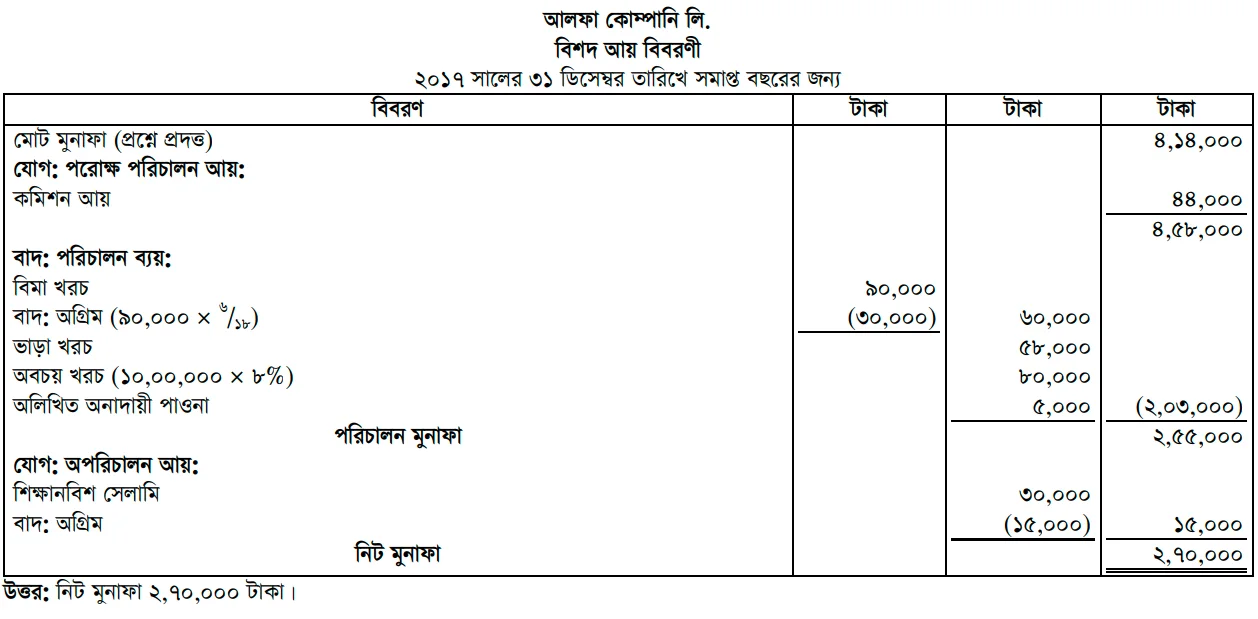 আলফা কোম্পানি লি.
বিশদ আয় বিবরণী
২০১৭ সালের ৩১ ডিসেম্বর তারিখে সমাপ্ত বছরের জন্য
বিবরণ টাকা টাকা টাকা
মোট মুনাফা (প্রশ্নে প্রদত্ত) ৪,১৪,০০০
যোগ: পরোক্ষ পরিচালন আয়:
কমিশন আয় ৪৪,০০০
৪,৫৮,০০০
বাদ: পরিচালন ব্যয়:
বিমা খরচ ৯০,০০০
বাদ: অগ্রিম (৯০,০০০ × ৬/১৮) (৩০,০০০) ৬০,০০০
ভাড়া খরচ ৫৮,০০০
অবচয় খরচ (১০,০০,০০০ × ৮%) ৮০,০০০
অলিখিত অনাদায়ী পাওনা ৫,০০০ (২,০৩,০০০)
পরিচালন মুনাফা ২,৫৫,০০০
যোগ: অপরিচালন আয়:
শিক্ষানবিশ সেলামি ৩০,০০০
বাদ: অগ্রিম (১৫,০০০) ১৫,০০০
নিট মুনাফা ২,৭০,০০০
উত্তর: নিট মুনাফা ২,৭০,০০০ টাকা।